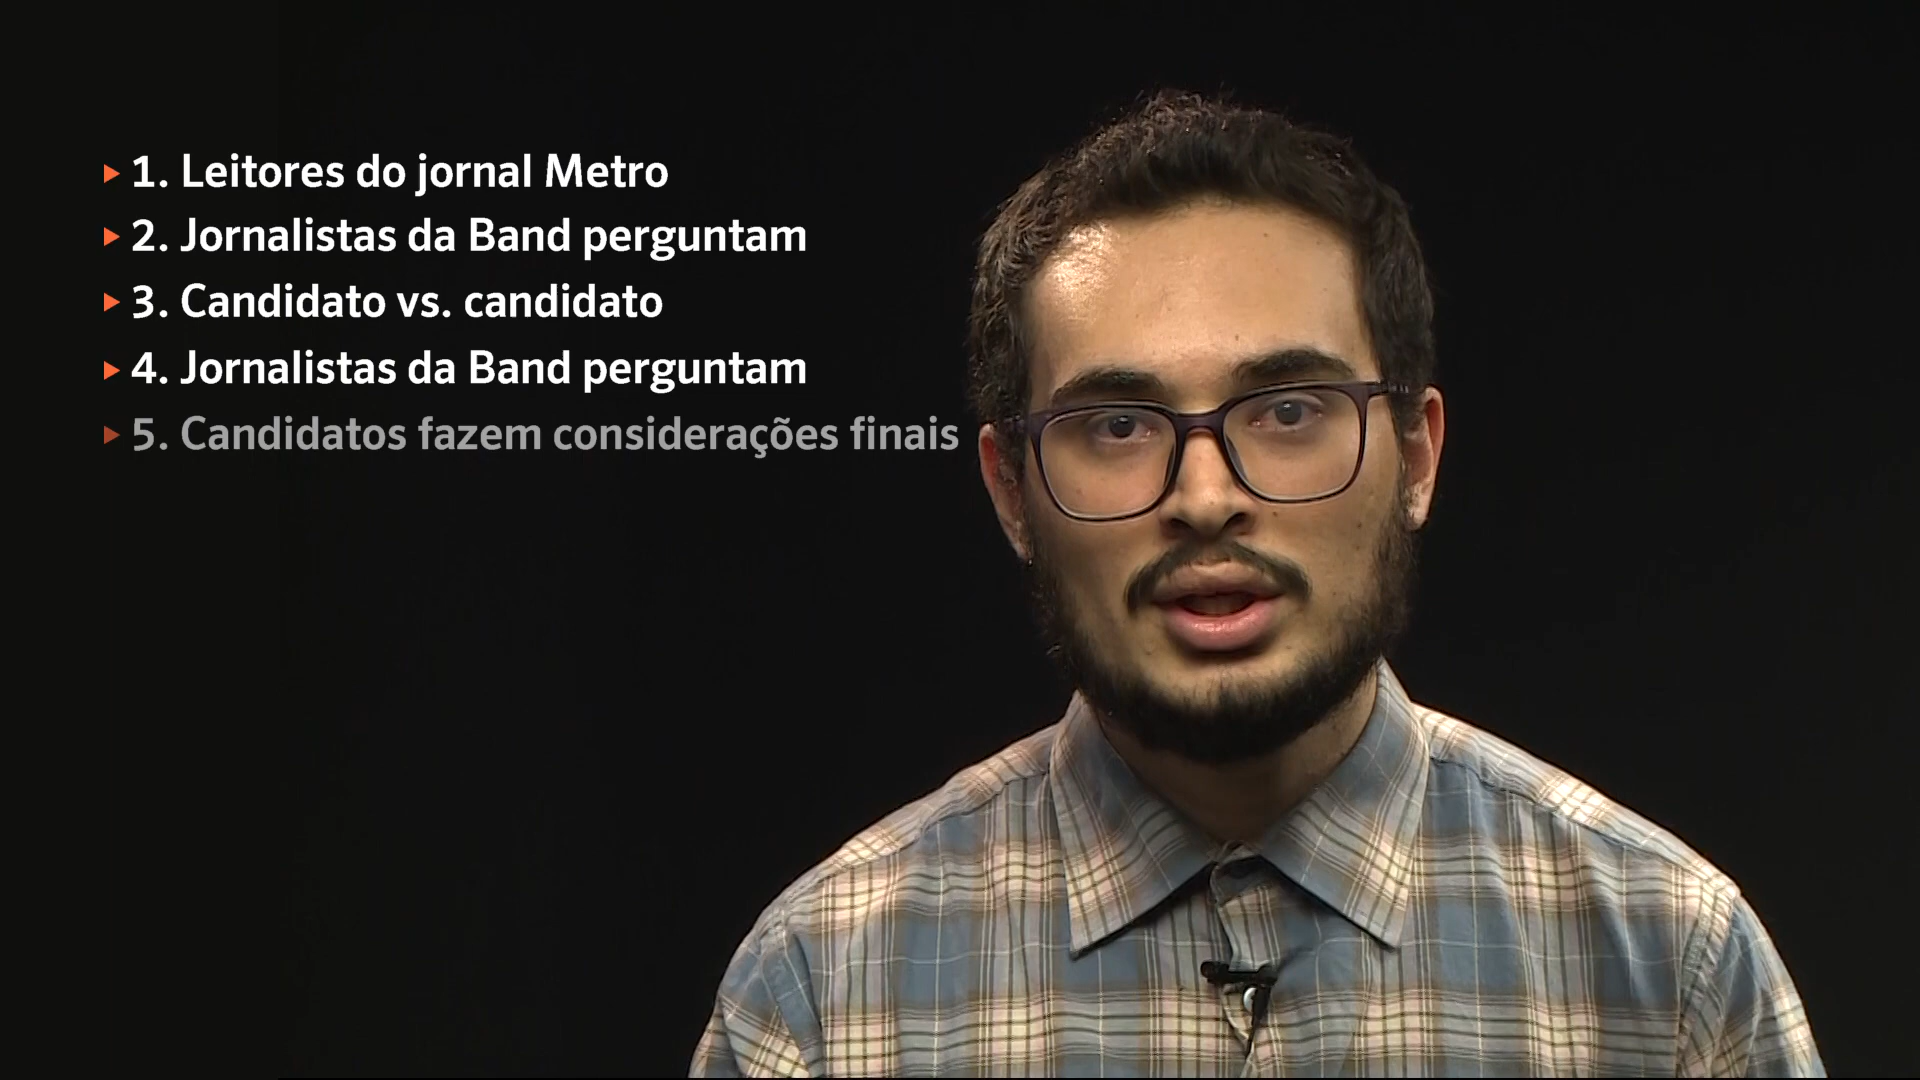 1. Leitores do jornal Metro
2. Jornalistas da Band perguntam
3. Candidato vs. candidato
4. Jornalistas da Band perguntam
5. Candidatos fazem considerações finais